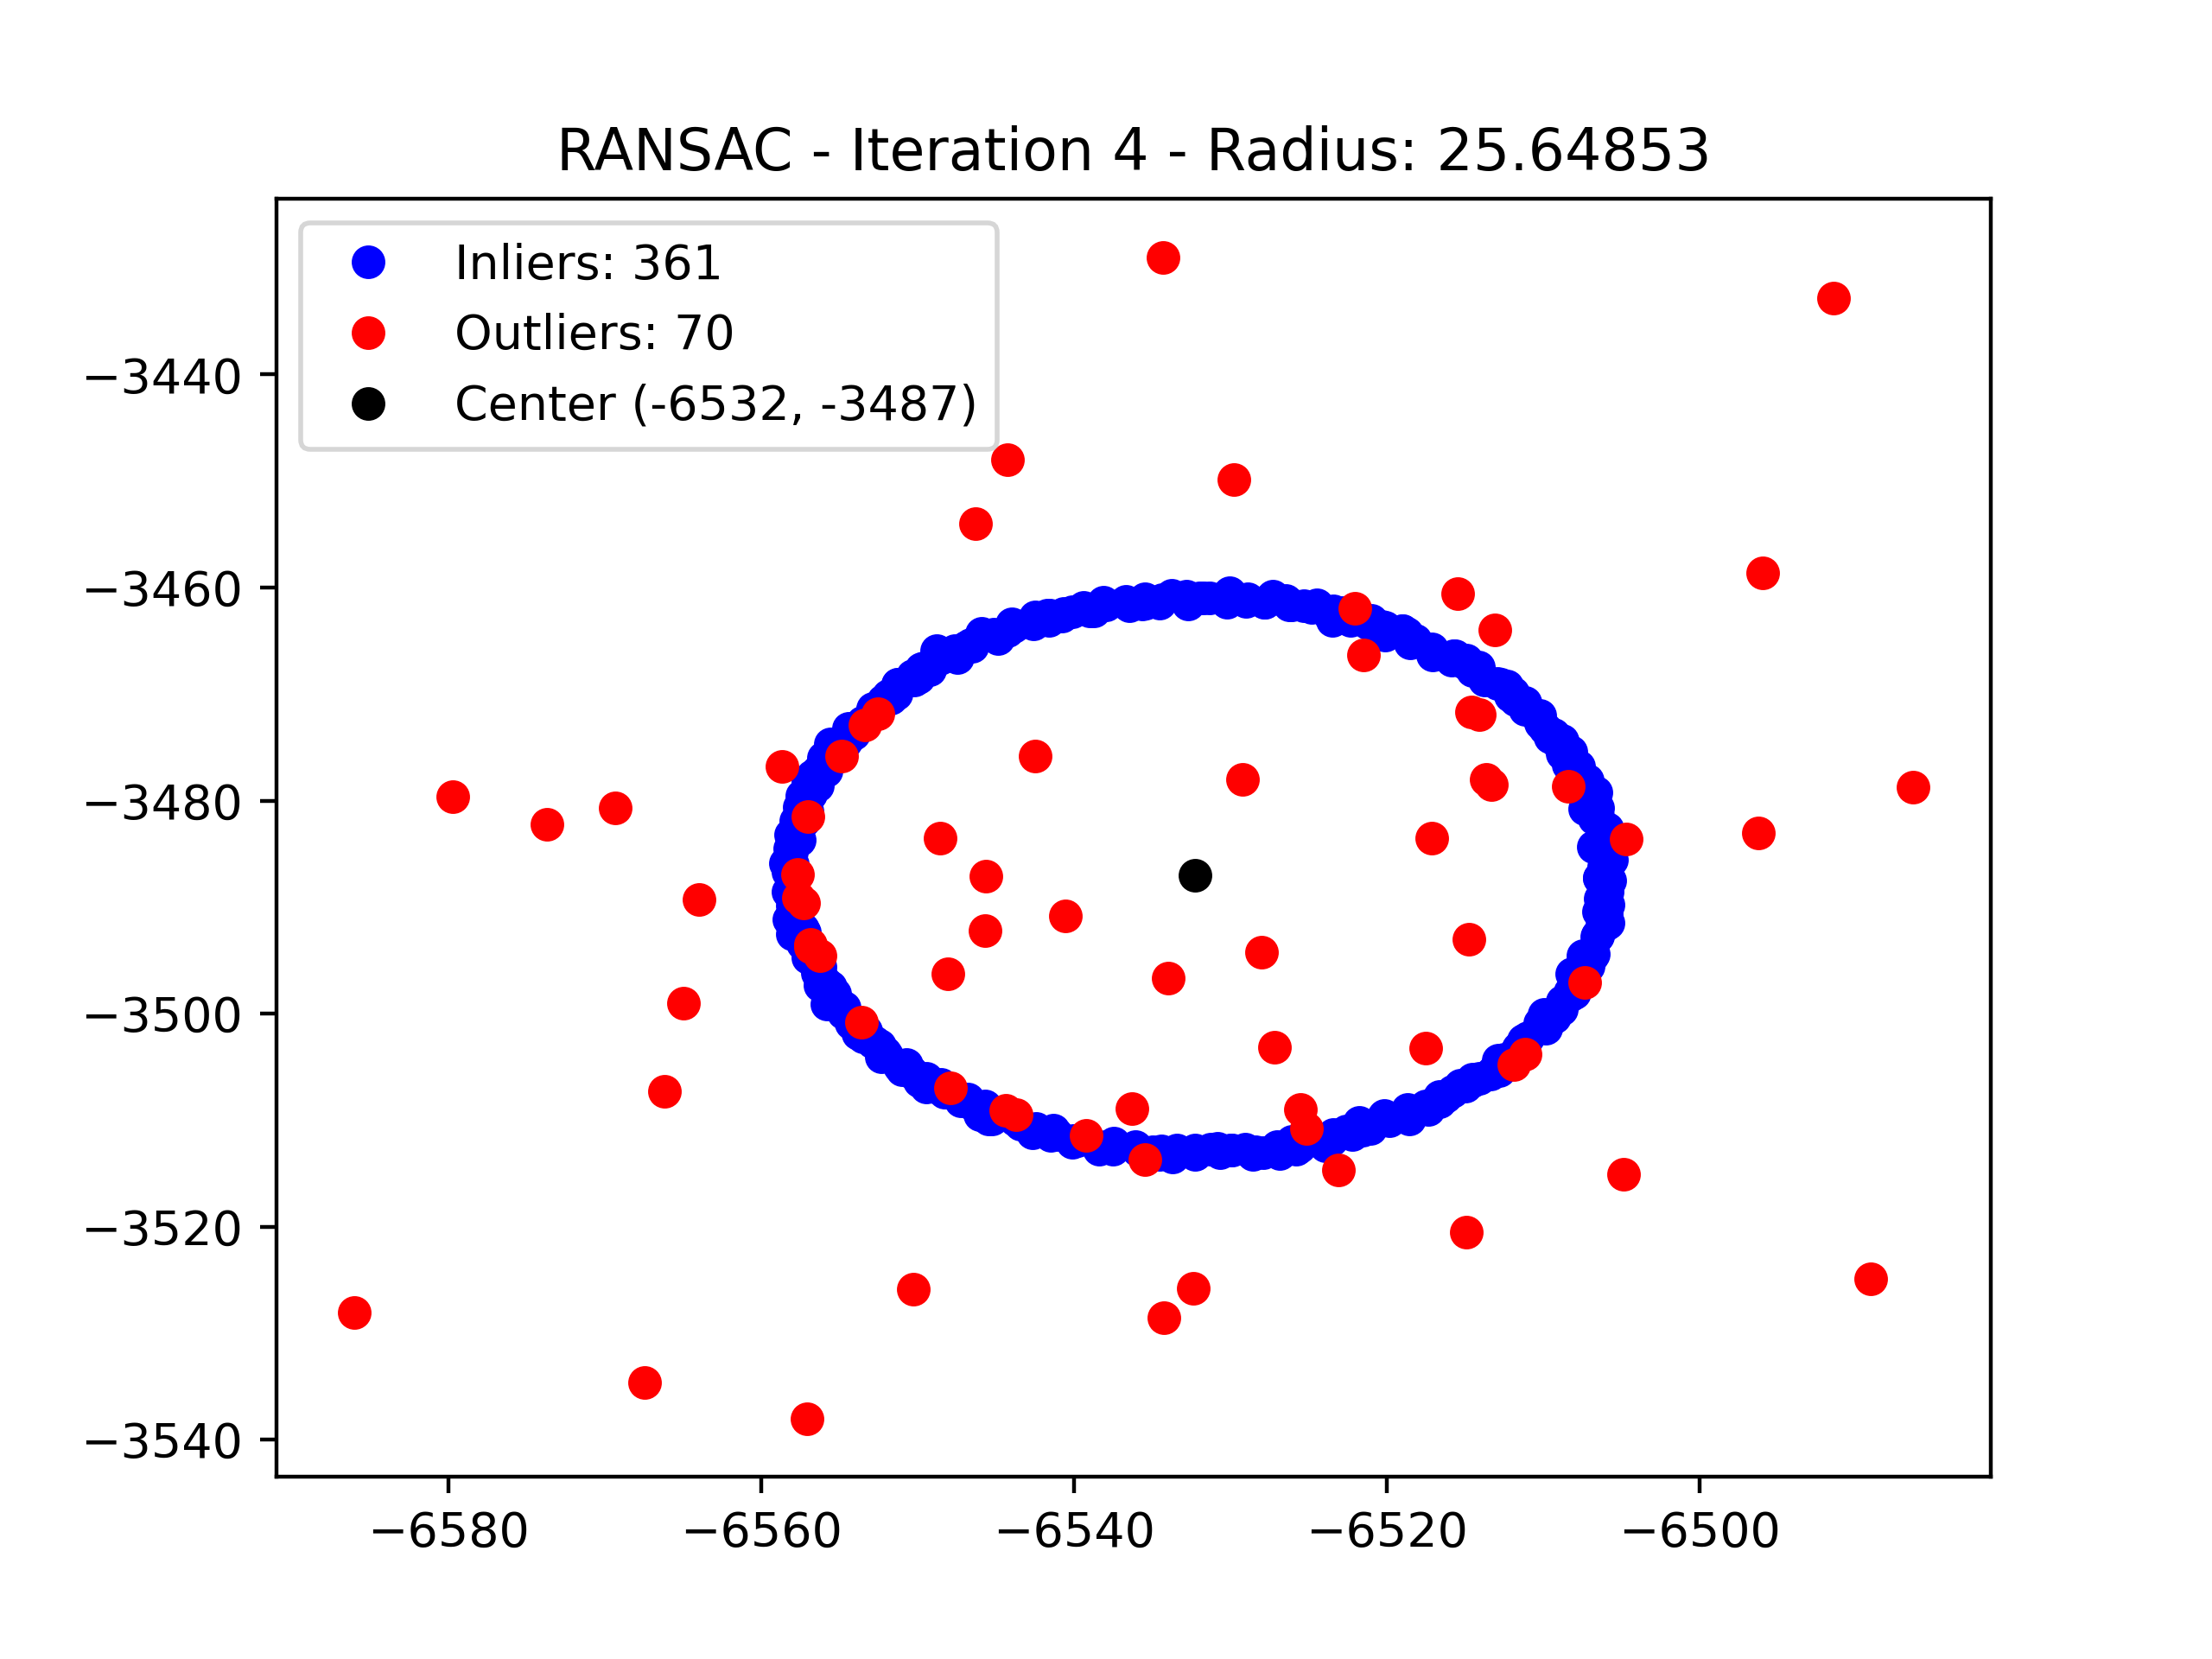 RANSAC - Iteration 4 - Radius: 25.64853
Inliers: 361
Outliers: 70
Center (-6532, -3487)
−3440
−3460
−3480
−3500
−3520
−3540
−6580 −6560 −6540 −6520 −6500